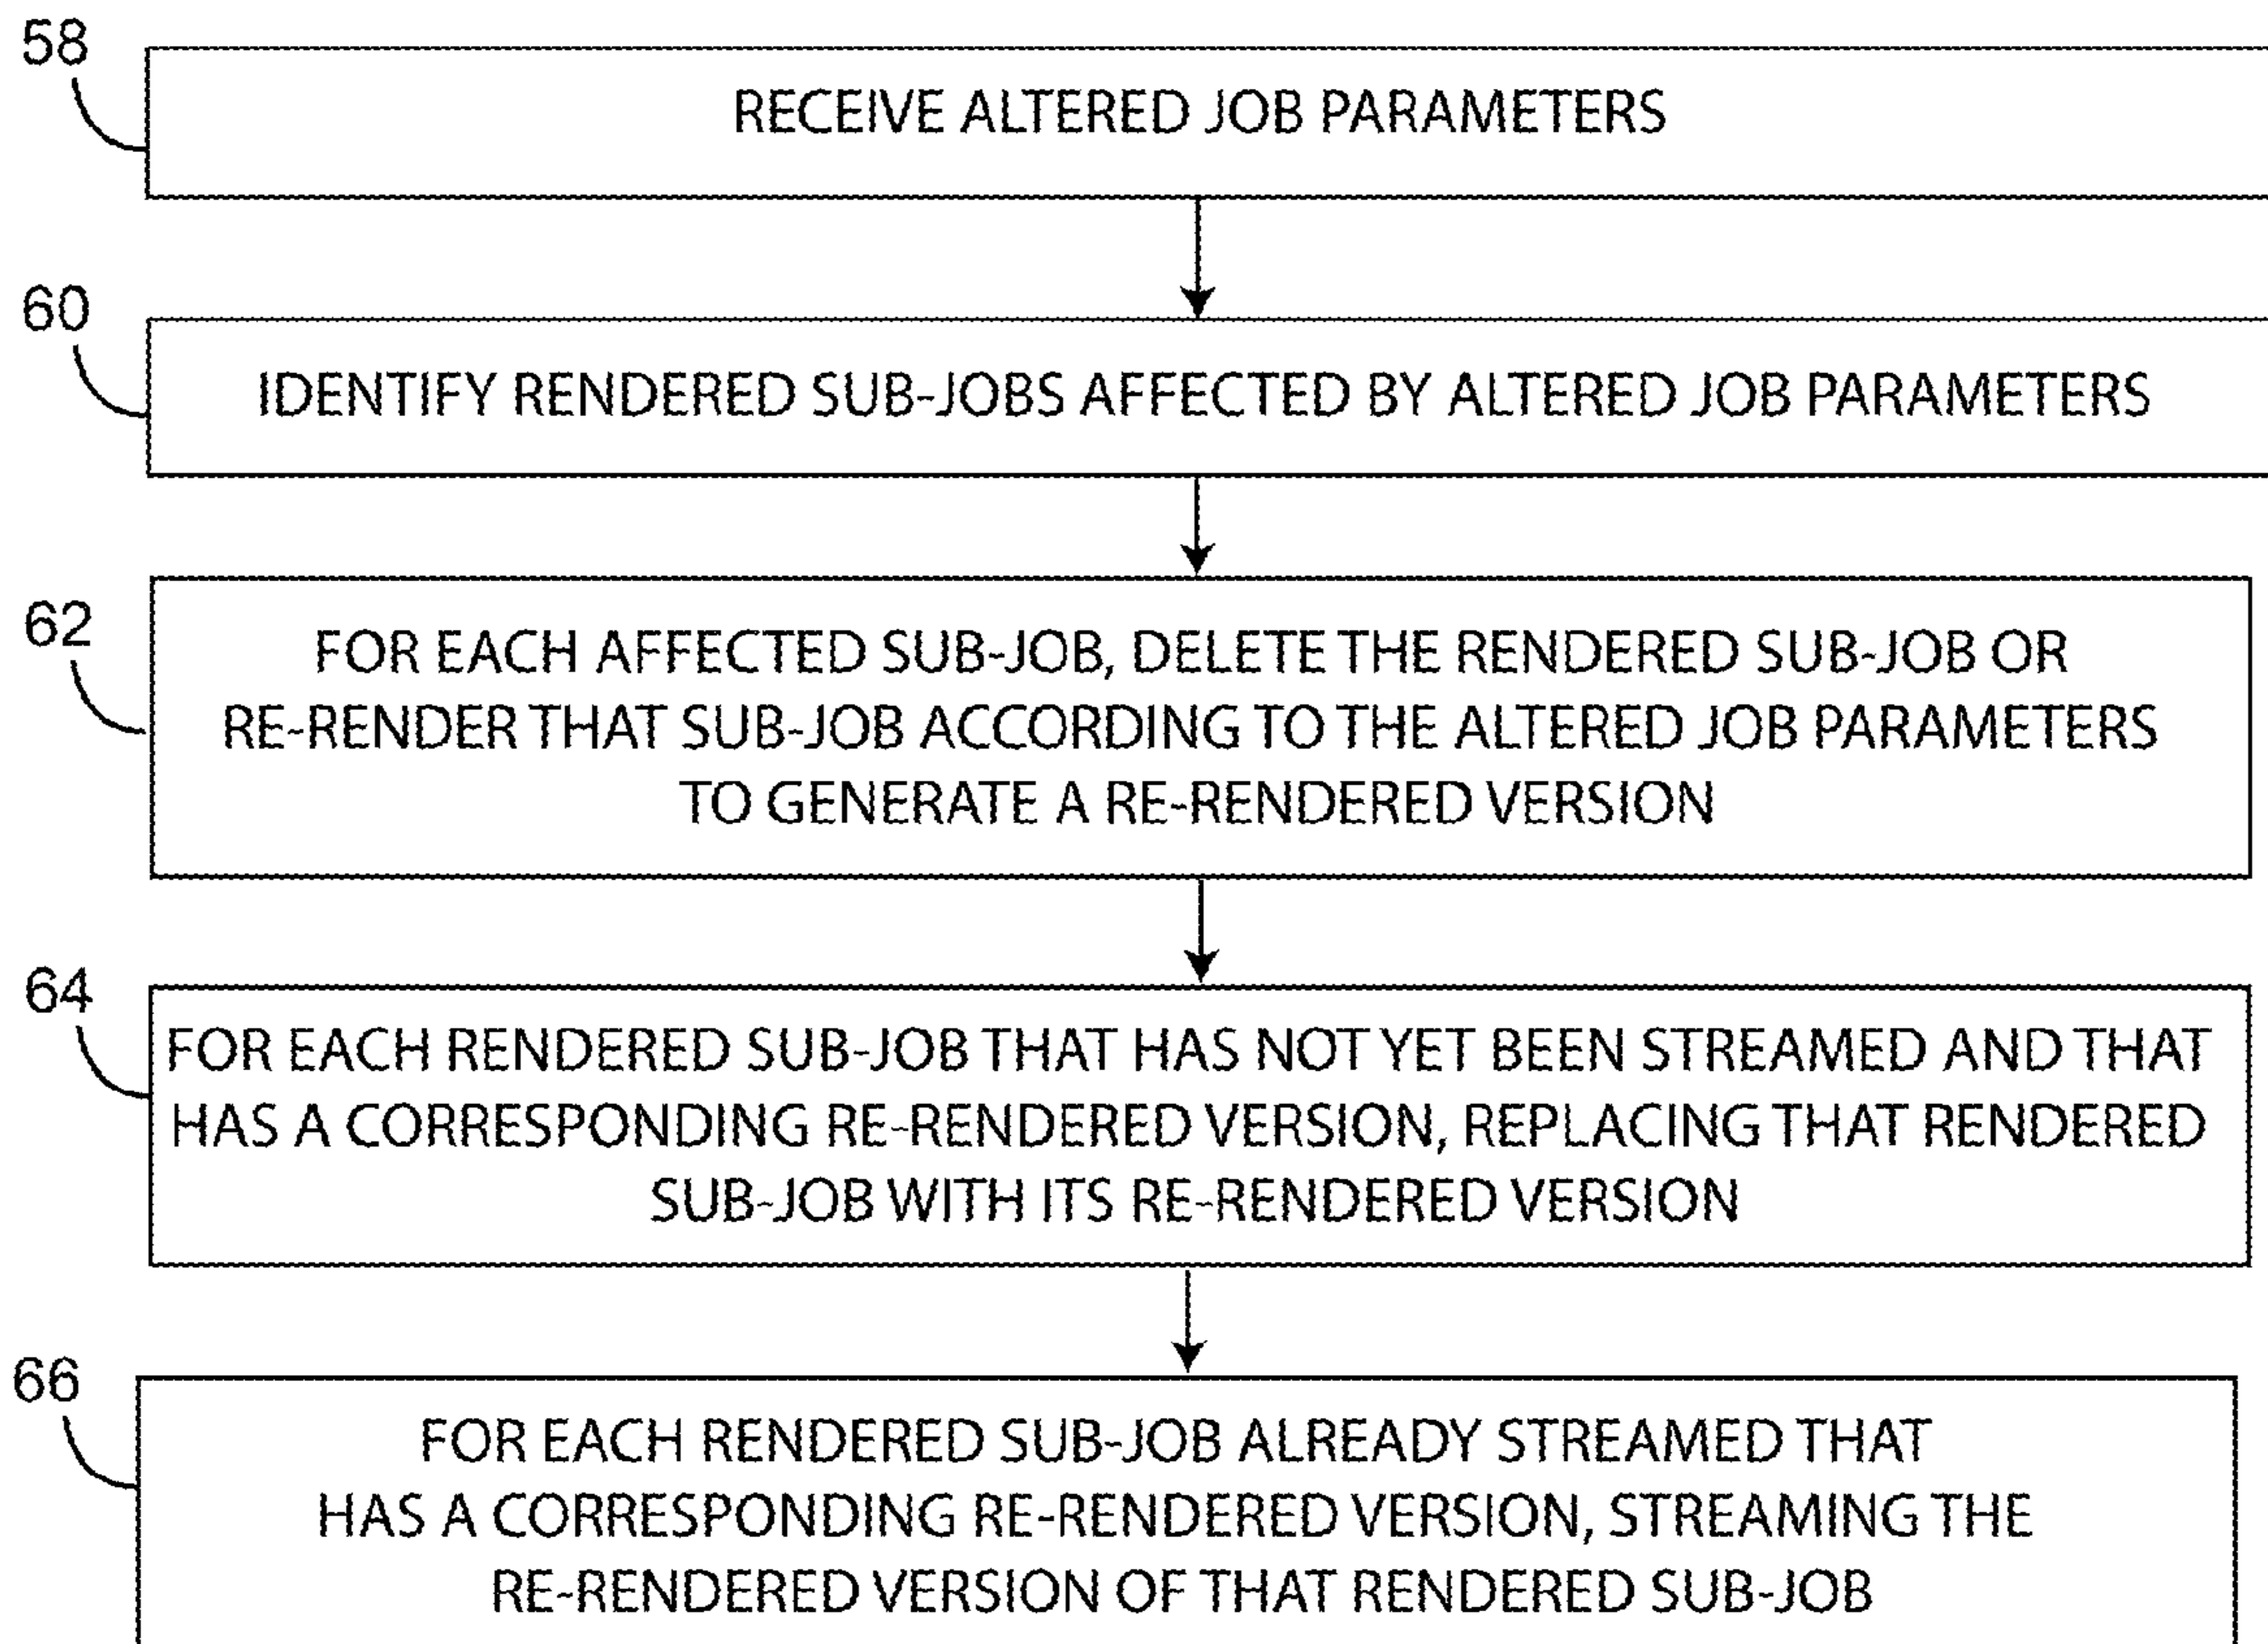 58
RECEIVE ALTERED JOB PARAMETERS
60
IDENTIFY RENDERED SUB-JOBS AFFECTED BY ALTERED JOB PARAMETERS
62
FOR EACH AFFECTED SUB-JOB, DELETE THE RENDERED SUB-JOB OR
RE-RENDER THAT SUB-JOB ACCORDING TO THE ALTERED JOB PARAMETERS
TO GENERATE A RE-RENDERED VERSION
64
FOR EACH RENDERED SUB-JOB THAT HAS NOT YET BEEN STREAMED AND THAT
HAS A CORRESPONDING RE-RENDERED VERSION, REPLACING THAT RENDERED
SUB-JOB WITH ITS RE-RENDERED VERSION
66
FOR EACH RENDERED SUB-JOB ALREADY STREAMED THAT
HAS A CORRESPONDING RE-RENDERED VERSION, STREAMING THE
RE-RENDERED VERSION OF THAT RENDERED SUB-JOB